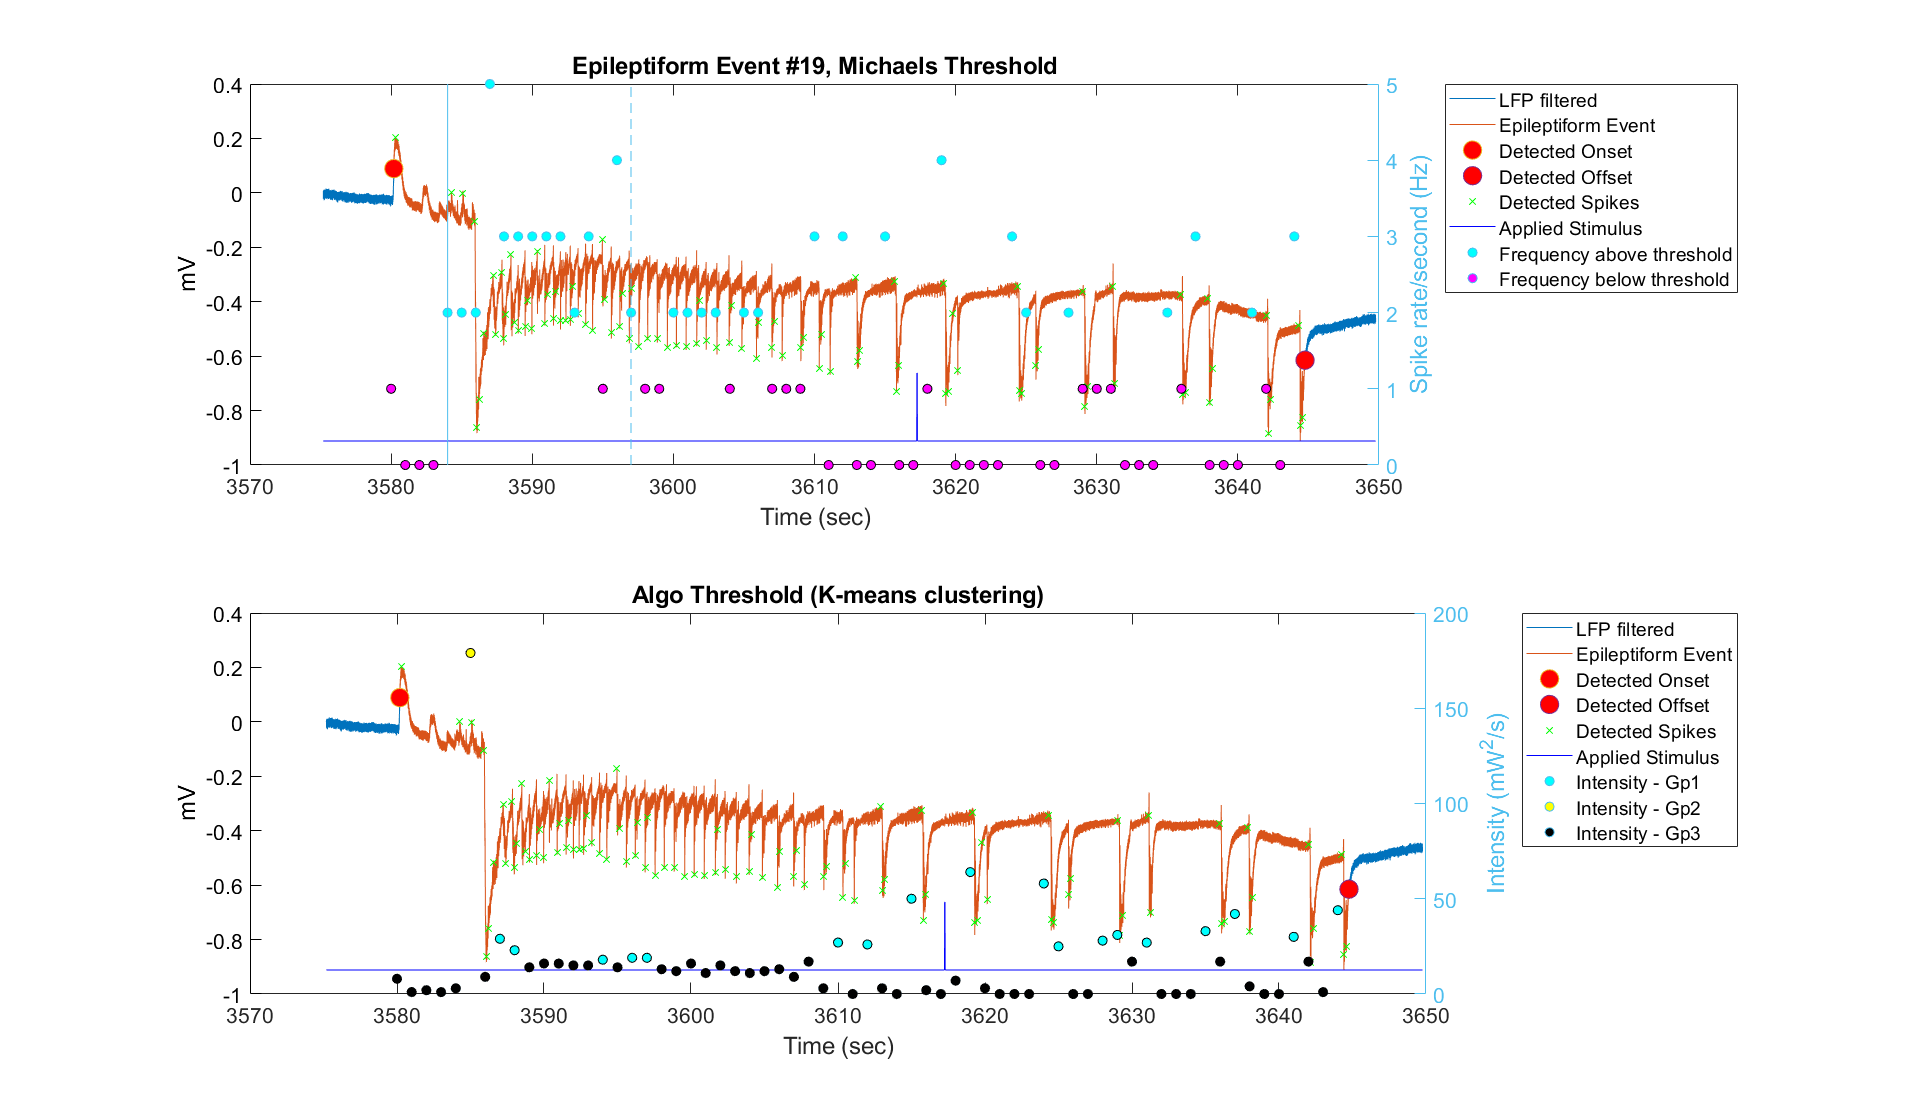 Epileptiform Event #19, Michaels Threshold
0.4
0.2
0
-0.2
-0.4
-0.6
-0.8
-1
mV
3570
3580
3590
3600
3610
3620
3630
3640
3650
Time (sec)
5
4
3
2
1
0
Spike rate/second (Hz)
LFP filtered
Epileptiform Event
Detected Onset
Detected Offset
Detected Spikes
Applied Stimulus
Frequency above threshold
Frequency below threshold
Algo Threshold (K-means clustering)
0.4
0.2
0
-0.2
-0.4
-0.6
-0.8
-1
mV
3570
3580
3590
3600
3610
3620
3630
3640
3650
Time (sec)
200
150
100
50
0
Intensity (mW²/s)
LFP filtered
Epileptiform Event
Detected Onset
Detected Offset
Detected Spikes
Applied Stimulus
Intensity - Gp1
Intensity - Gp2
Intensity - Gp3